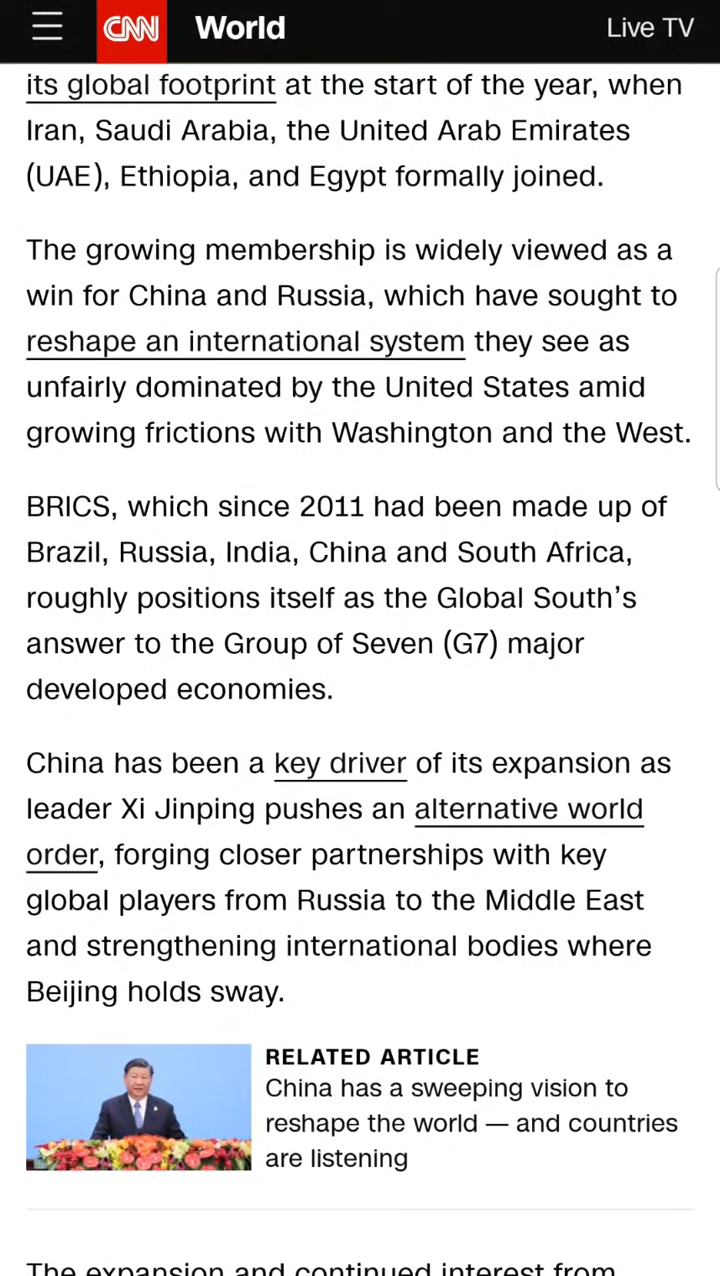 CNN World Live TV
its global footprint at the start of the year, when
Iran, Saudi Arabia, the United Arab Emirates
(UAE), Ethiopia, and Egypt formally joined.
The growing membership is widely viewed as a
win for China and Russia, which have sought to
reshape an international system they see as
unfairly dominated by the United States amid
growing frictions with Washington and the West.
BRICS, which since 2011 had been made up of
Brazil, Russia, India, China and South Africa,
roughly positions itself as the Global South’s
answer to the Group of Seven (G7) major
developed economies.
China has been a key driver of its expansion as
leader Xi Jinping pushes an alternative world
order, forging closer partnerships with key
global players from Russia to the Middle East
and strengthening international bodies where
Beijing holds sway.
RELATED ARTICLE
China has a sweeping vision to
reshape the world — and countries
are listening
The expansion and continued interest from